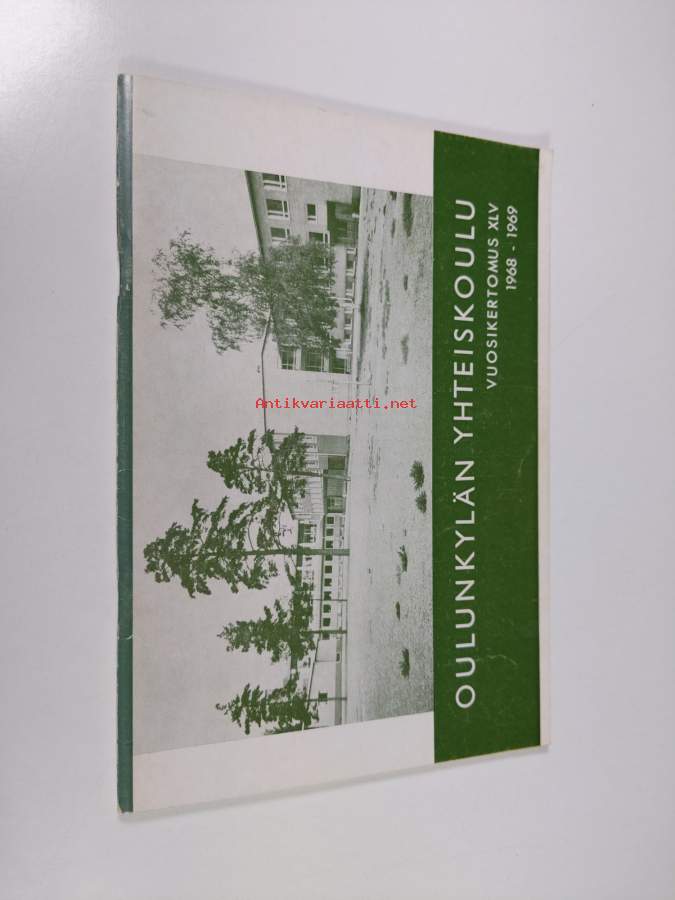 OULUNKYLÄN YHTEISKOULU
VUOSIKERTOMUS XLV
1968 - 1969
Antikvariaatti.net